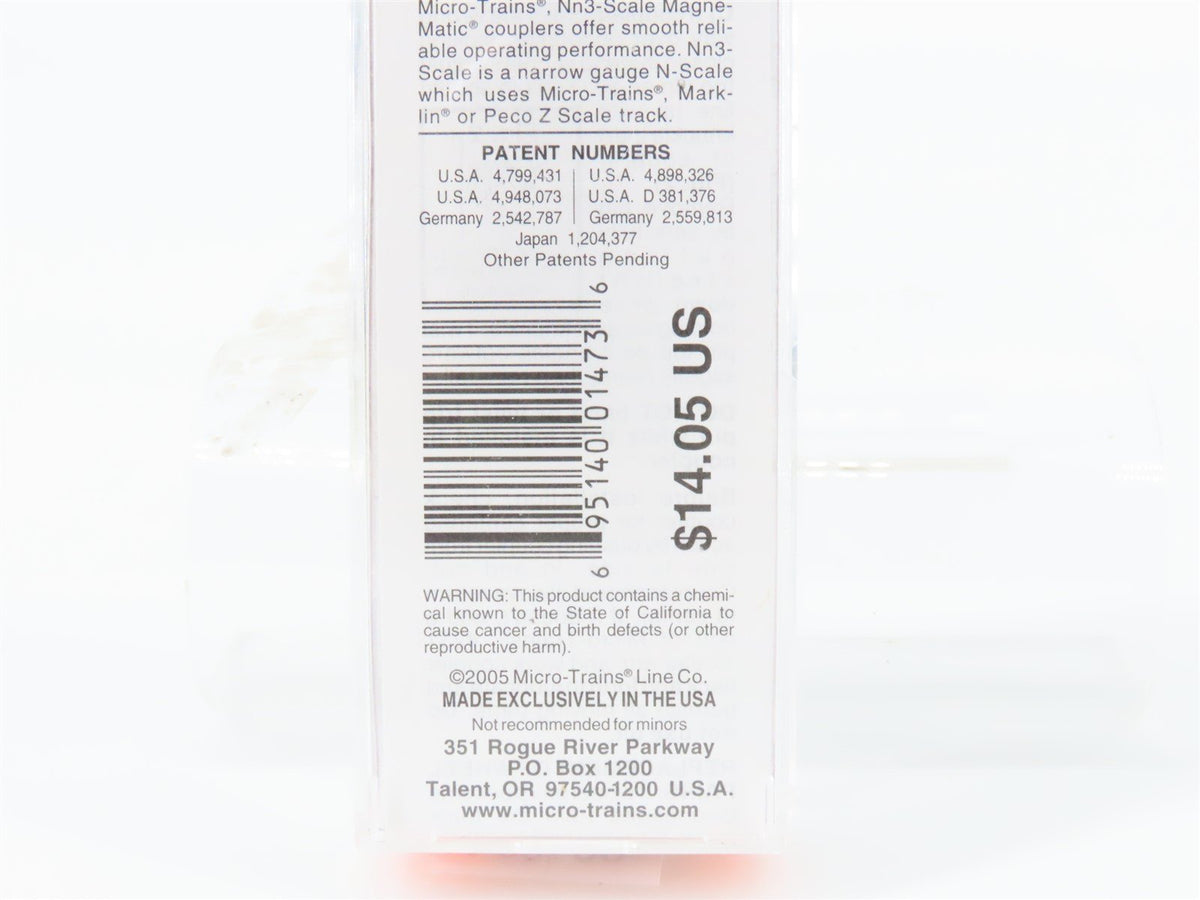 Micro-Trains®, Nn3-Scale Magne-
Matic® couplers offer smooth reli-
able operating performance. Nn3-
Scale is a narrow gauge N-Scale
which uses Micro-Trains®, Mark-
lin® or Peco Z Scale track.
PATENT NUMBERS
U.S.A. 4,799,431 U.S.A. 4,898,326
U.S.A. 4,948,073 U.S.A. D 381,376
Germany 2,542,787 Germany 2,559,813
Japan 1,204,377
Other Patents Pending
6 95140 01473 6
$14.05 US
WARNING: This product contains a chemi-
cal known to the State of California to
cause cancer and birth defects (or other
reproductive harm).
©2005 Micro-Trains® Line Co.
MADE EXCLUSIVELY IN THE USA
Not recommended for minors
351 Rogue River Parkway
P.O. Box 1200
Talent, OR 97540-1200 U.S.A.
www.micro-trains.com